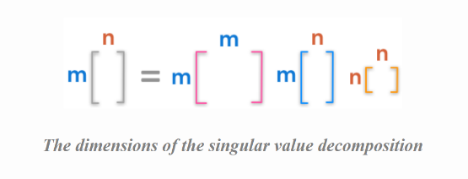 n m n n
m [ ] = m [ ] m [ ] n [ ]
The dimensions of the singular value decomposition